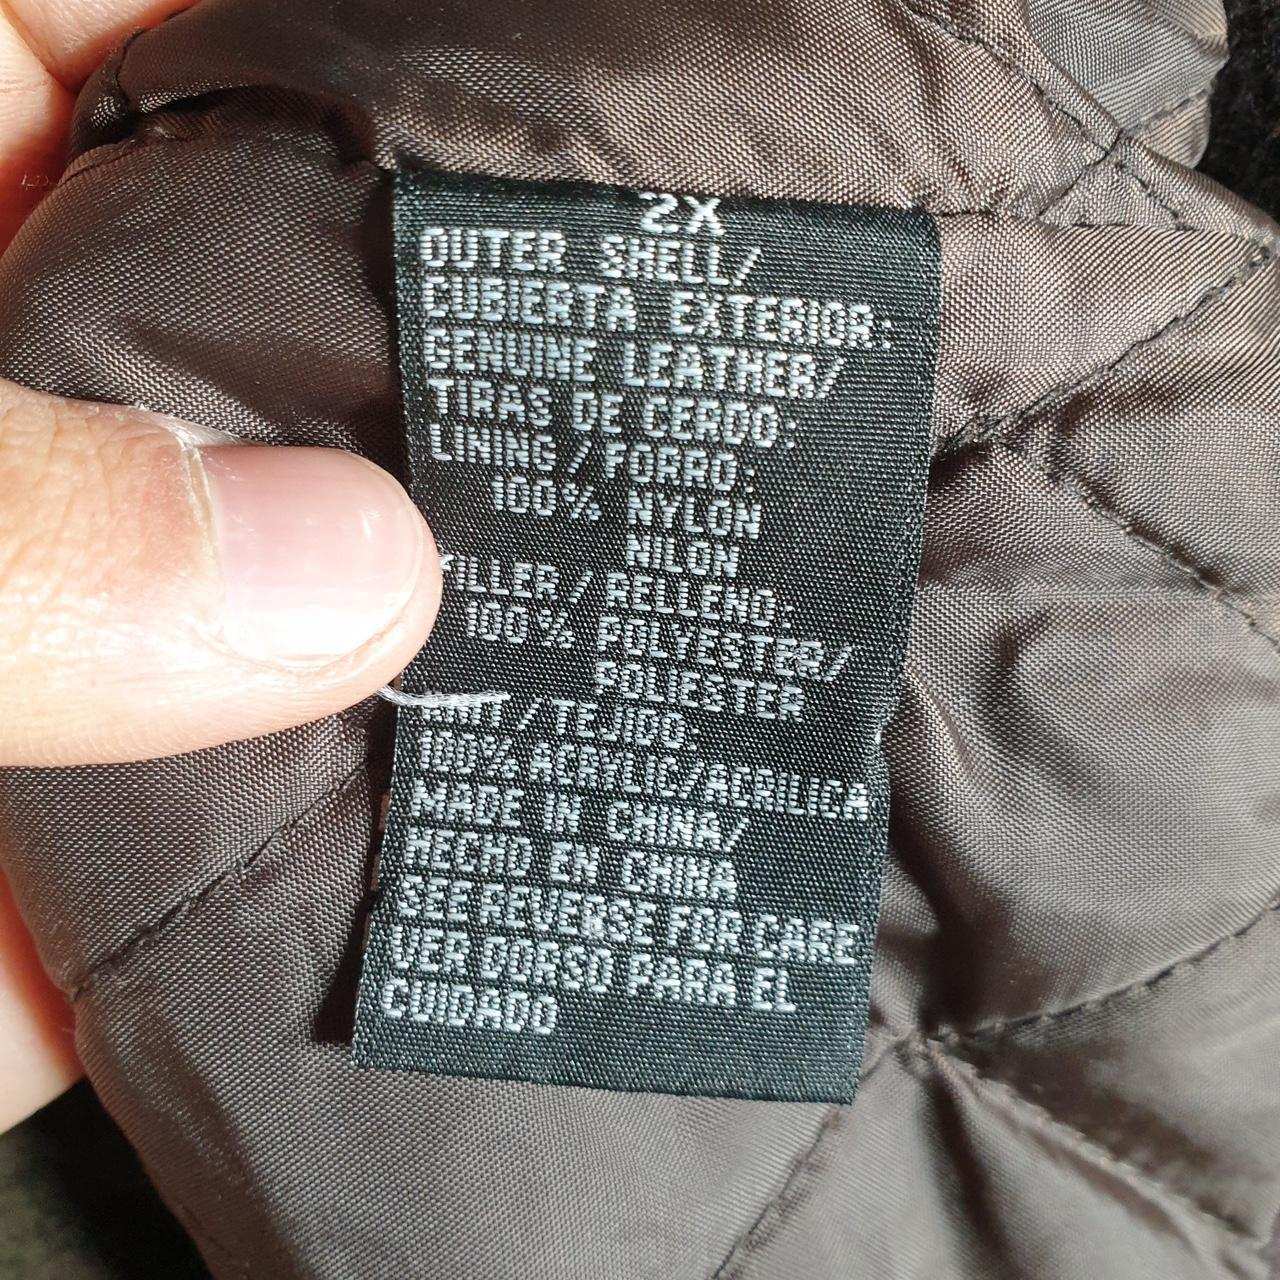 2X
OUTER SHELL/
CUBIERTA EXTERIOR:
GENUINE LEATHER/
TIRAS DE CERDO:
LINING/FORRO:
100% NYLON
NILON
FILLER/RELLENO:
100% POLYESTER/
POLIESTER
KNIT/TEJIDO:
100% ACRYLIC/ACRILICA
MADE IN CHINA/
HECHO EN CHINA
SEE REVERSE FOR CARE
VER DORSO PARA EL
CUIDADO